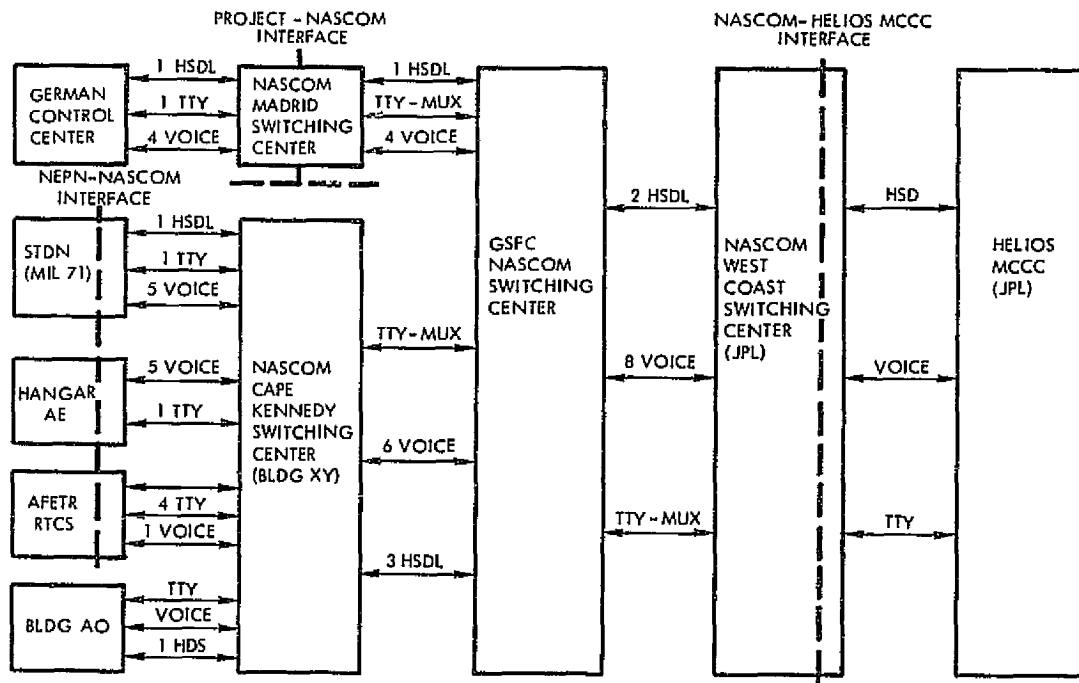 PROJECT - NASCOM
INTERFACE
NASCOM-HELIOS MCCC
INTERFACE
GERMAN
CONTROL
CENTER
1 HSDL
1 TTY
4 VOICE
NASCOM
MADRID
SWITCHING
CENTER
1 HSDL
TTY-MUX
4 VOICE
NEPN-NASCOM
INTERFACE
STDN
(MIL 71)
1 HSDL
1 TTY
5 VOICE
HANGAR
AE
5 VOICE
1 TTY
AFETR
RTCS
4 TTY
1 VOICE
BLDG AO
TTY
VOICE
1 HDS
NASCOM
CAPE
KENNEDY
SWITCHING
CENTER
(BLDG XY)
TTY-MUX
6 VOICE
3 HSDL
GSFC
NASCOM
SWITCHING
CENTER
2 HSDL
8 VOICE
TTY-MUX
NASCOM
WEST
COAST
SWITCHING
CENTER
(JPL)
HSD
VOICE
TTY
HELIOS
MCCC
(JPL)